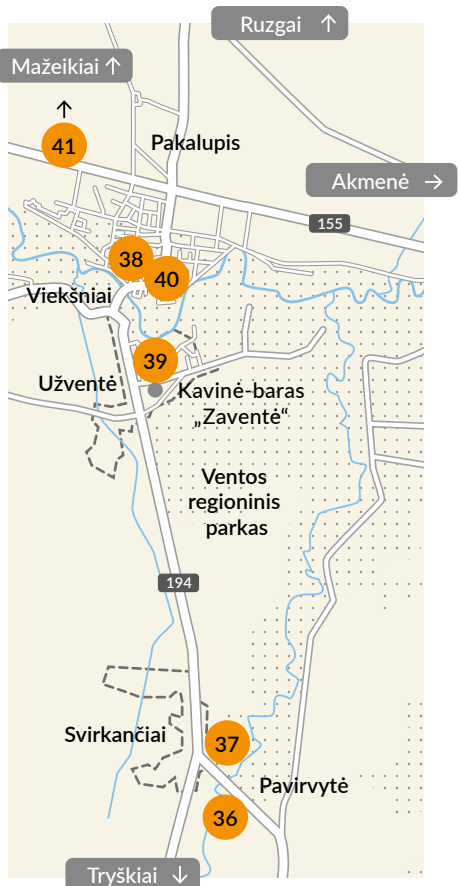 Ruzgai ↑
Mažeikiai ↑
↑
41
Pakalupis
Akmenė →
155
38
40
Viekšniai
39
Užventė
Kavinė-baras
„Zaventė“
Ventos
regioninis
parkas
194
Svirkančiai
37
Pavirvytė
36
Tryškiai ↓